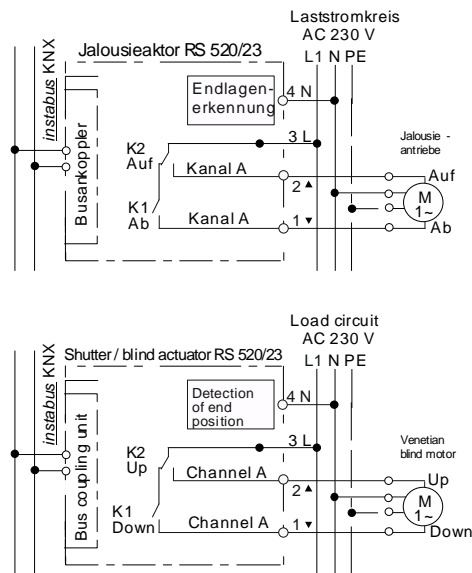 Laststromkreis
AC 230 V
L1 N PE
Jalousieaktor RS 520/23
instabus KNX
Busankoppler
Endlagen-
erkennung
4 N
3 L
K2
Auf
Kanal A
2 ▲
K1
Ab
Kanal A
1 ▼
Jalousie -
antriebe
Auf
M
1~
Ab
Load circuit
AC 230 V
L1 N PE
Shutter / blind actuator RS 520/23
instabus KNX
Bus coupling unit
Detection
of end
position
4 N
3 L
K2
Up
Channel A
2 ▲
K1
Down
Channel A
1 ▼
Venetian
blind motor
Up
M
1~
Down